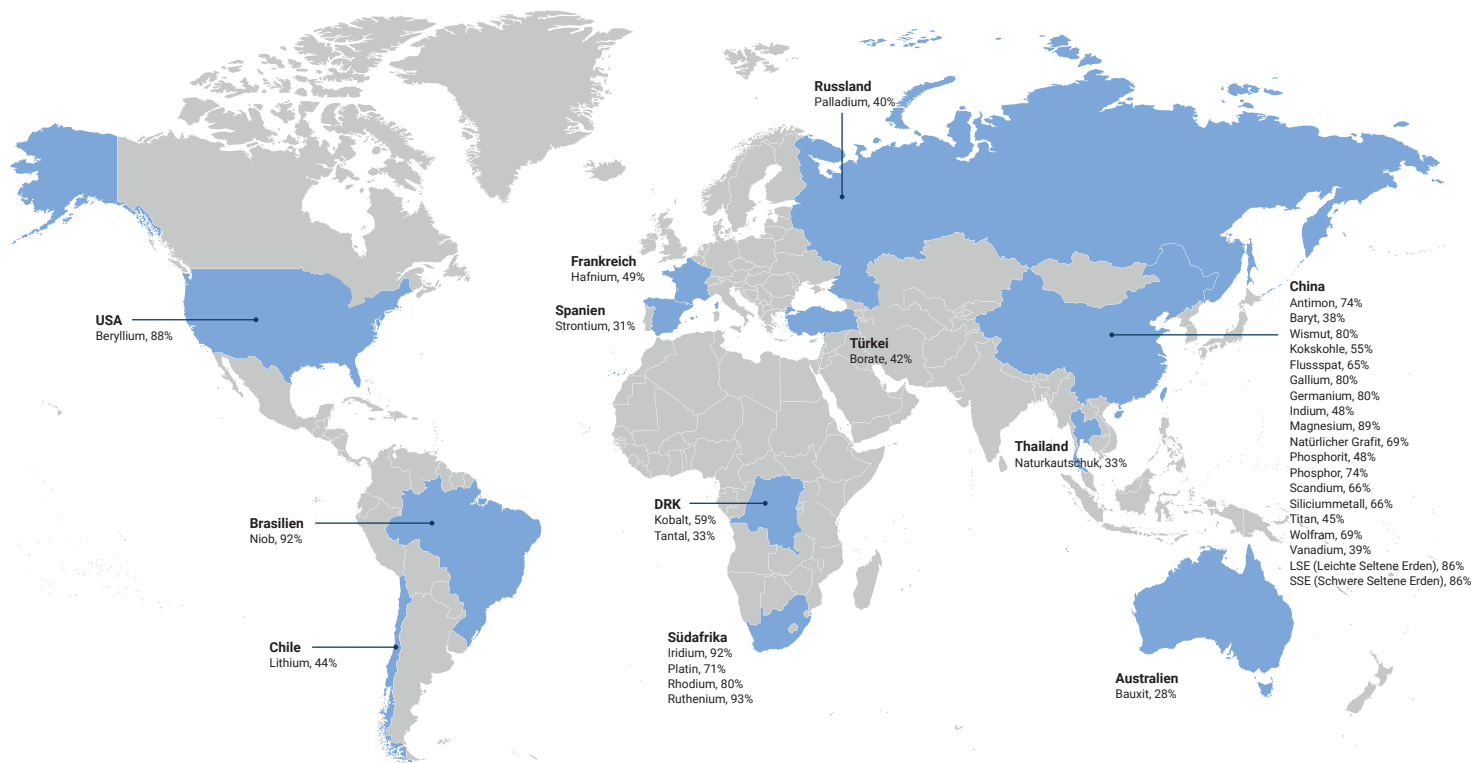 Russland
Palladium, 40%
Frankreich
Hafnium, 49%
Spanien
Strontium, 31%
USA
Beryllium, 88%
Türkei
Borate, 42%
China
Antimon, 74%
Baryt, 38%
Wismut, 80%
Kokskohle, 55%
Flussspat, 65%
Gallium, 80%
Germanium, 80%
Indium, 48%
Magnesium, 89%
Natürlicher Grafit, 69%
Phosphorit, 48%
Phosphor, 74%
Scandium, 66%
Siliciummetall, 66%
Titan, 45%
Wolfram, 69%
Vanadium, 39%
LSE (Leichte Seltene Erden), 86%
SSE (Schwere Seltene Erden), 86%
Thailand
Naturkautschuk, 33%
DRK
Kobalt, 59%
Tantal, 33%
Brasilien
Niob, 92%
Chile
Lithium, 44%
Südafrika
Iridium, 92%
Platin, 71%
Rhodium, 80%
Ruthenium, 93%
Australien
Bauxit, 28%